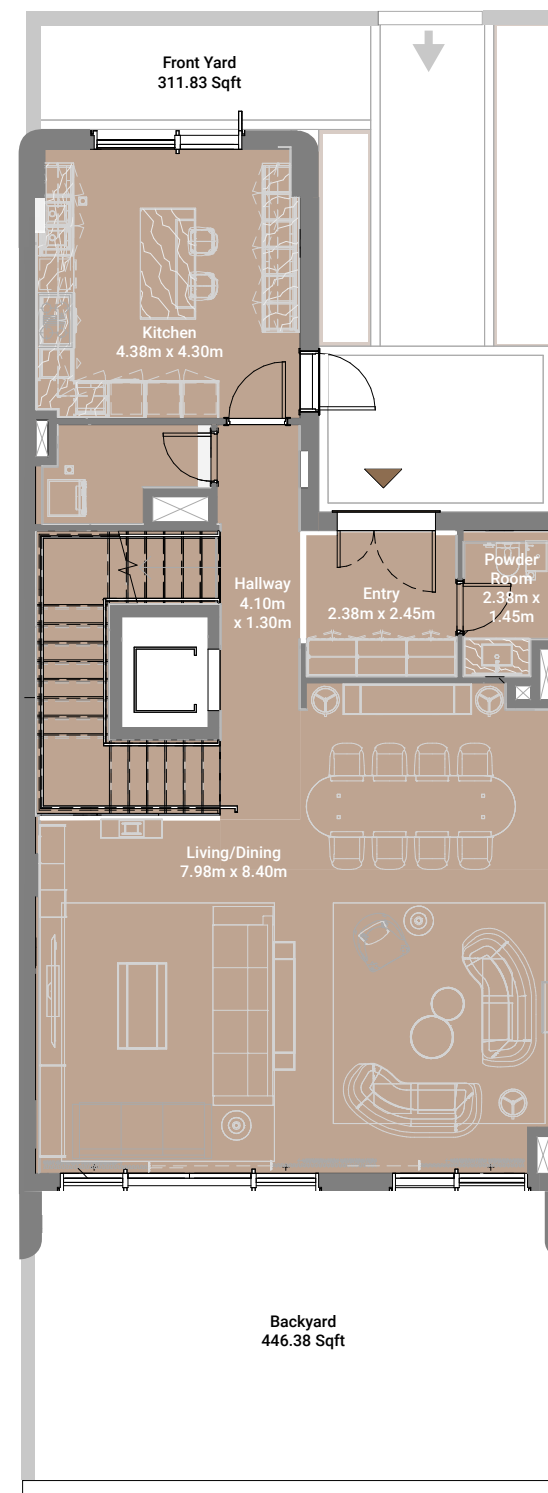 Front Yard
311.83 Sqft
Kitchen
4.38m x 4.30m
Hallway
4.10m
x 1.30m
Entry
2.38m x 2.45m
Powder
Room
2.38m x
1.45m
Living/Dining
7.98m x 8.40m
Backyard
446.38 Sqft